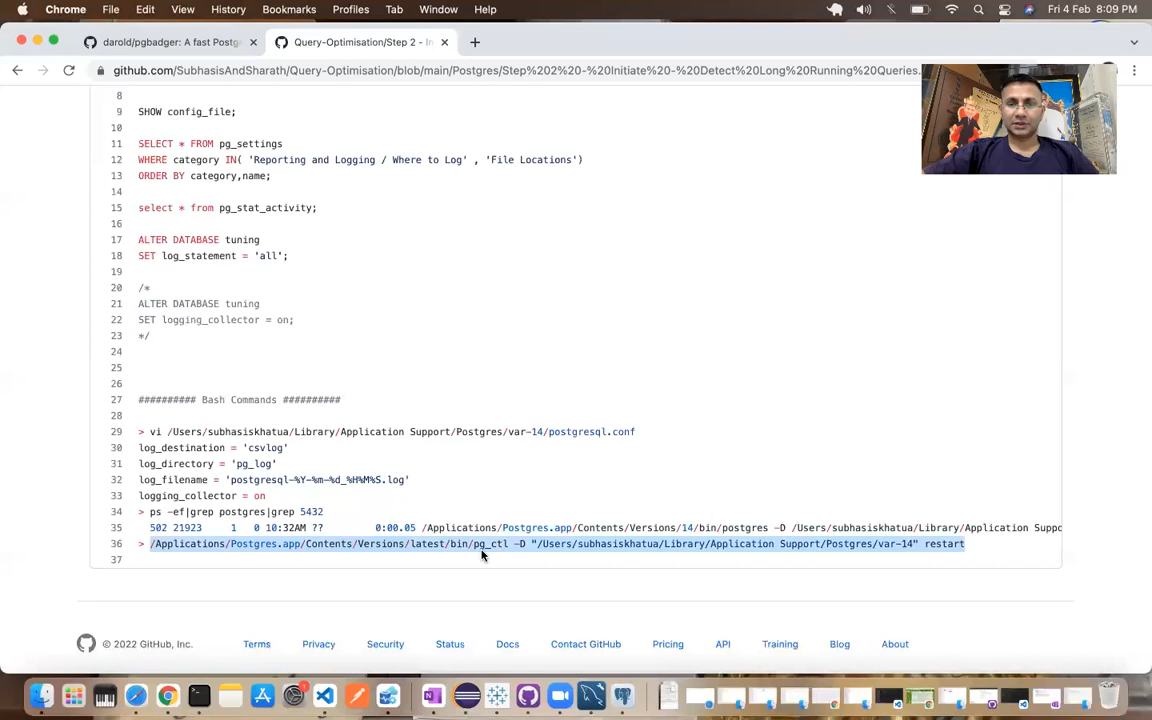 Chrome File Edit View History Bookmarks Profiles Tab Window Help Fri 4 Feb 8:09 PM
darold/pgbadger: A fast Postg
Query-Optimisation/Step 2 - In
github.com/SubhasisAndSharath/Query-Optimisation/blob/main/Postgres/Step%202%20-%20Initiate%20-%20Detect%20Long%20Running%20Queries.
8
9 SHOW config_file;
10
11 SELECT * FROM pg_settings
12 WHERE category IN( 'Reporting and Logging / Where to Log' , 'File Locations')
13 ORDER BY category,name;
14
15 select * from pg_stat_activity;
16
17 ALTER DATABASE tuning
18 SET log_statement = 'all';
19
20 /*
21 ALTER DATABASE tuning
22 SET logging_collector = on;
23 */
24
25
26
27 ########## Bash Commands ##########
28
29 > vi /Users/subhasiskhatua/Library/Application Support/Postgres/var-14/postgresql.conf
30 log_destination = 'csvlog'
31 log_directory = 'pg_log'
32 log_filename = 'postgresql-%Y-%m-%d_%H%M%S.log'
33 logging_collector = on
34 > ps -ef|grep postgres|grep 5432
35 502 21923 1 0 10:32AM ?? 0:00.05 /Applications/Postgres.app/Contents/Versions/14/bin/postgres -D /Users/subhasiskhatua/Library/Application Suppo
36 > /Applications/Postgres.app/Contents/Versions/latest/bin/pg_ctl -D "/Users/subhasiskhatua/Library/Application Support/Postgres/var-14" restart
37
© 2022 GitHub, Inc. Terms Privacy Security Status Docs Contact GitHub Pricing API Training Blog About